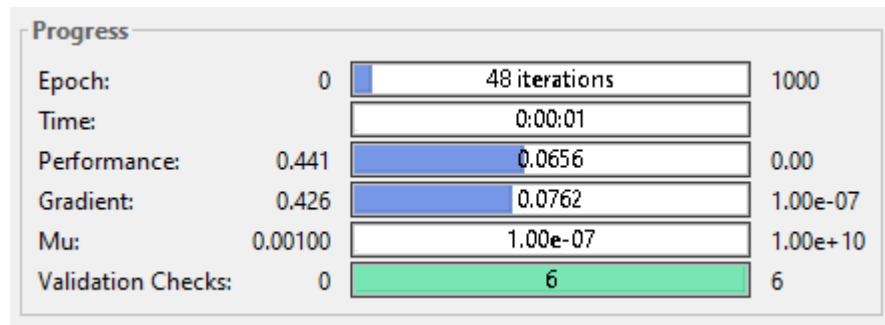 Progress
Epoch: 0 48 iterations 1000
Time: 0:00:01
Performance: 0.441 0.0656 0.00
Gradient: 0.426 0.0762 1.00e-07
Mu: 0.00100 1.00e-07 1.00e+10
Validation Checks: 0 6 6